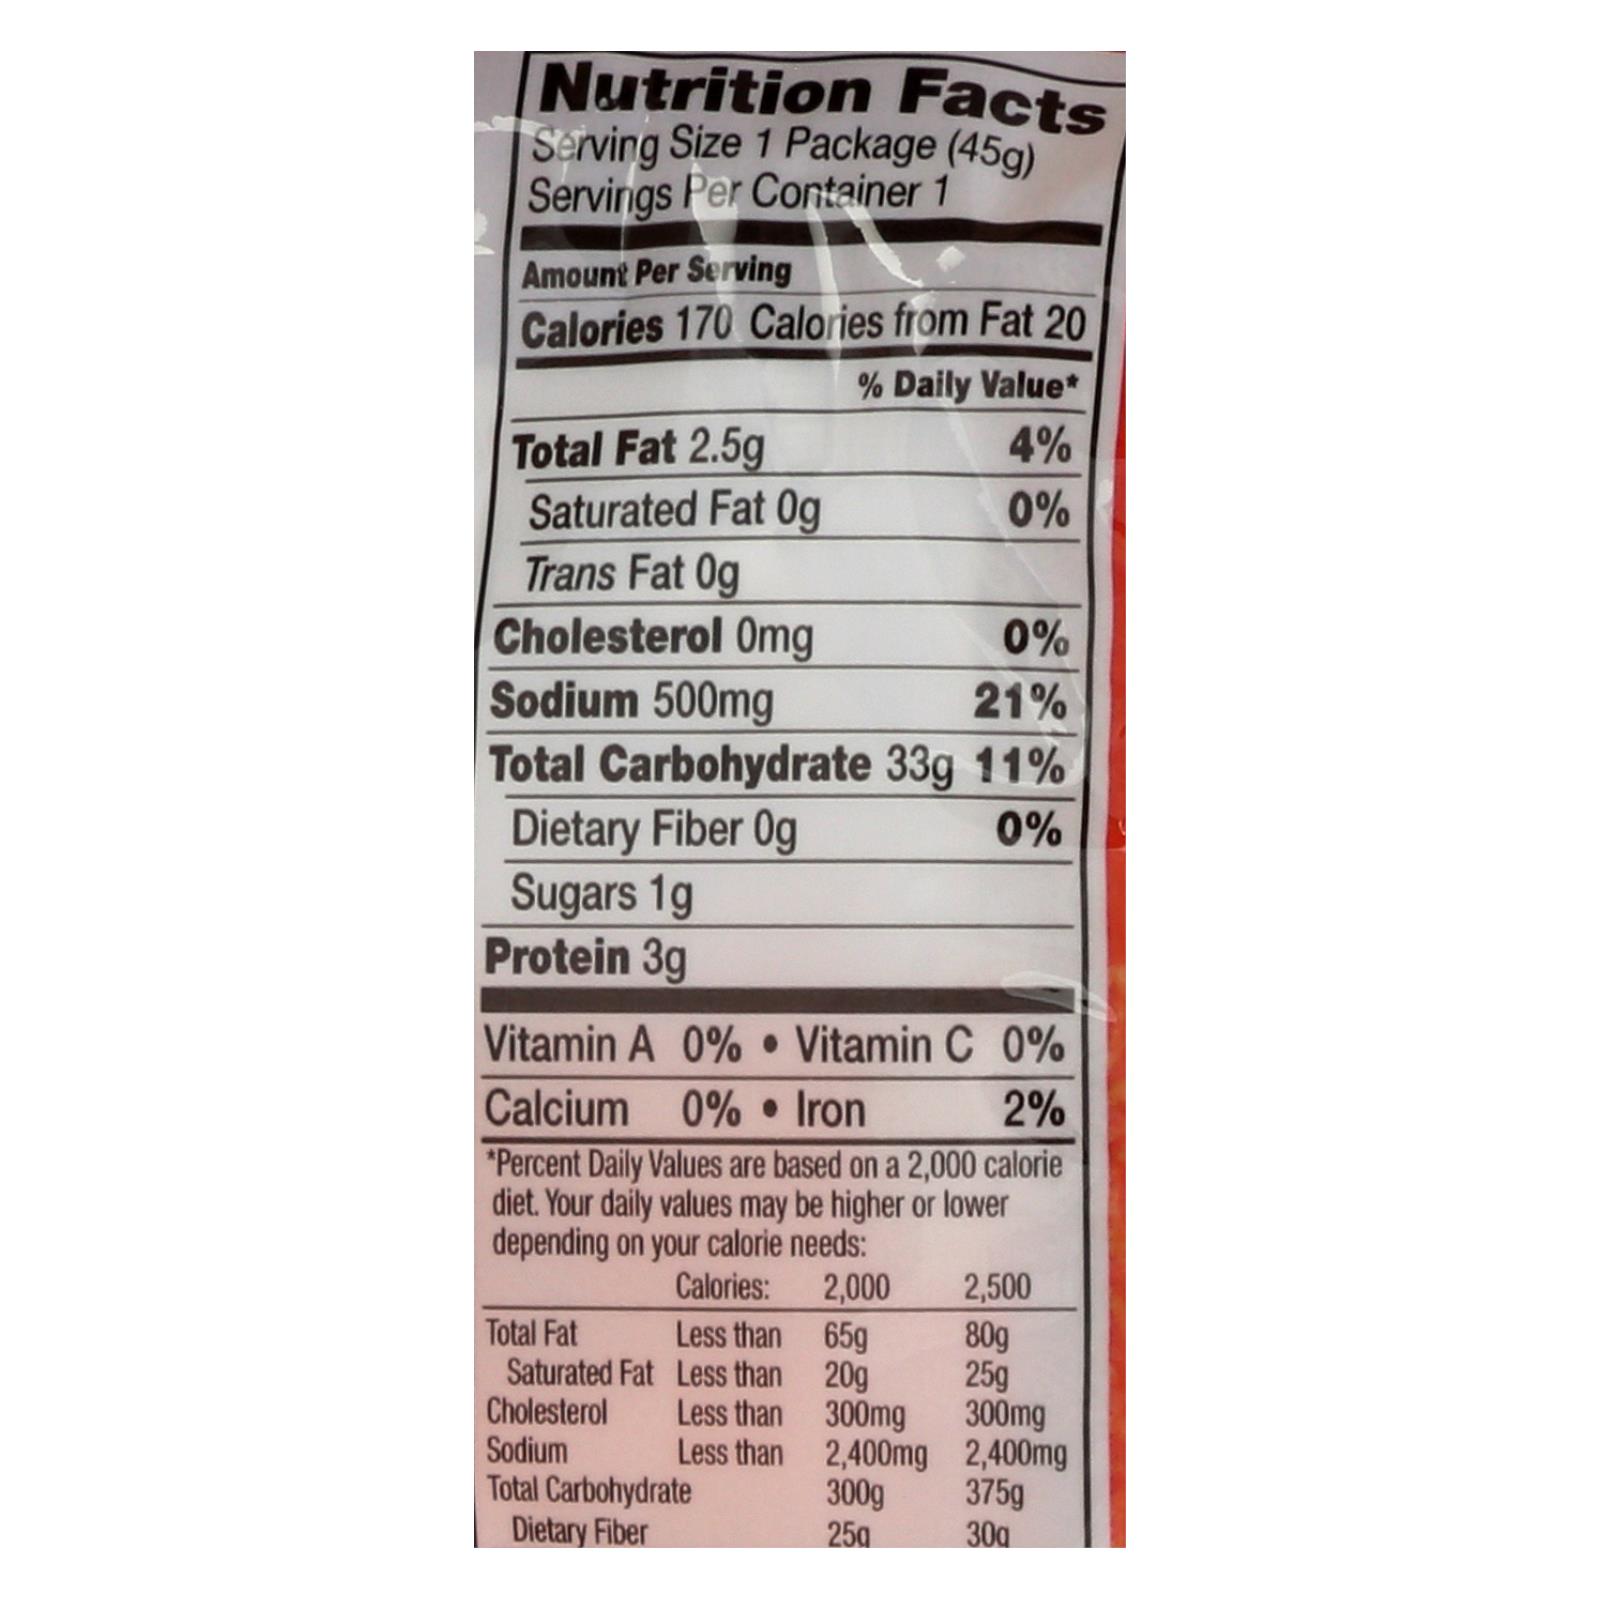 Nutrition Facts
Serving Size 1 Package (45g)
Servings Per Container 1
Amount Per Serving
Calories 170 Calories from Fat 20
% Daily Value*
Total Fat 2.5g 4%
Saturated Fat 0g 0%
Trans Fat 0g
Cholesterol 0mg 0%
Sodium 500mg 21%
Total Carbohydrate 33g 11%
Dietary Fiber 0g 0%
Sugars 1g
Protein 3g
Vitamin A 0% • Vitamin C 0%
Calcium 0% • Iron 2%
*Percent Daily Values are based on a 2,000 calorie
diet. Your daily values may be higher or lower
depending on your calorie needs:
Calories: 2,000 2,500
Total Fat Less than 65g 80g
Saturated Fat Less than 20g 25g
Cholesterol Less than 300mg 300mg
Sodium Less than 2,400mg 2,400mg
Total Carbohydrate 300g 375g
Dietary Fiber 25g 30g